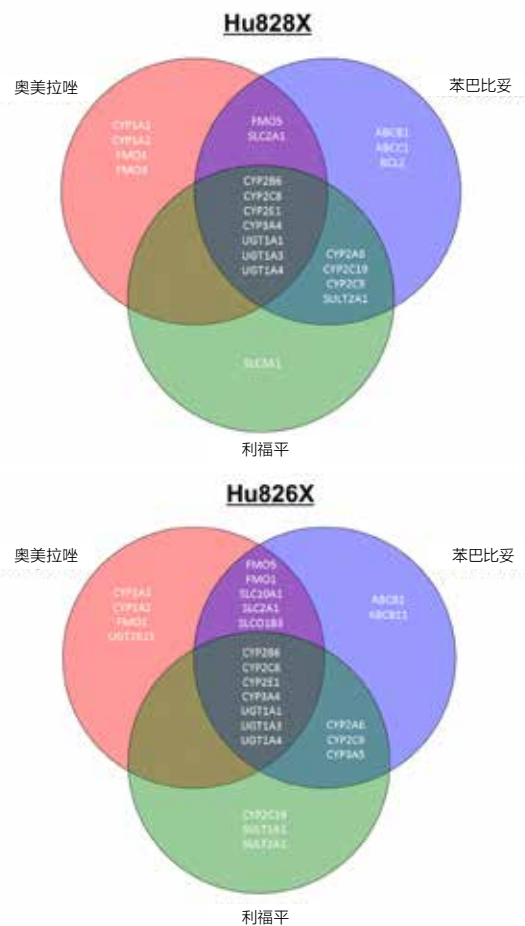 Hu828X
奥美拉唑
苯巴比妥
CYP1A1
CYP1A2
FMO1
FMO3
FMO5
SLC2A1
ABCB1
ABCC1
BCL2
CYP2B6
CYP2C8
CYP2E1
CYP3A4
UGT1A1
UGT1A3
UGT1A4
CYP2A6
CYP2C19
CYP2C9
SULT2A1
利福平
Hu826X
奥美拉唑
苯巴比妥
CYP1A1
CYP1A2
FMO1
FMO5
FMO1
SLC10A1
SLC2A1
SLCO1B3
ABCB1
ABCB11
CYP2B6
CYP2C8
CYP2E1
CYP3A4
UGT1A1
UGT1A3
UGT1A4
CYP2A6
CYP2C9
CYP3A5
CYP2C19
SULT1A1
SULT2A1
利福平